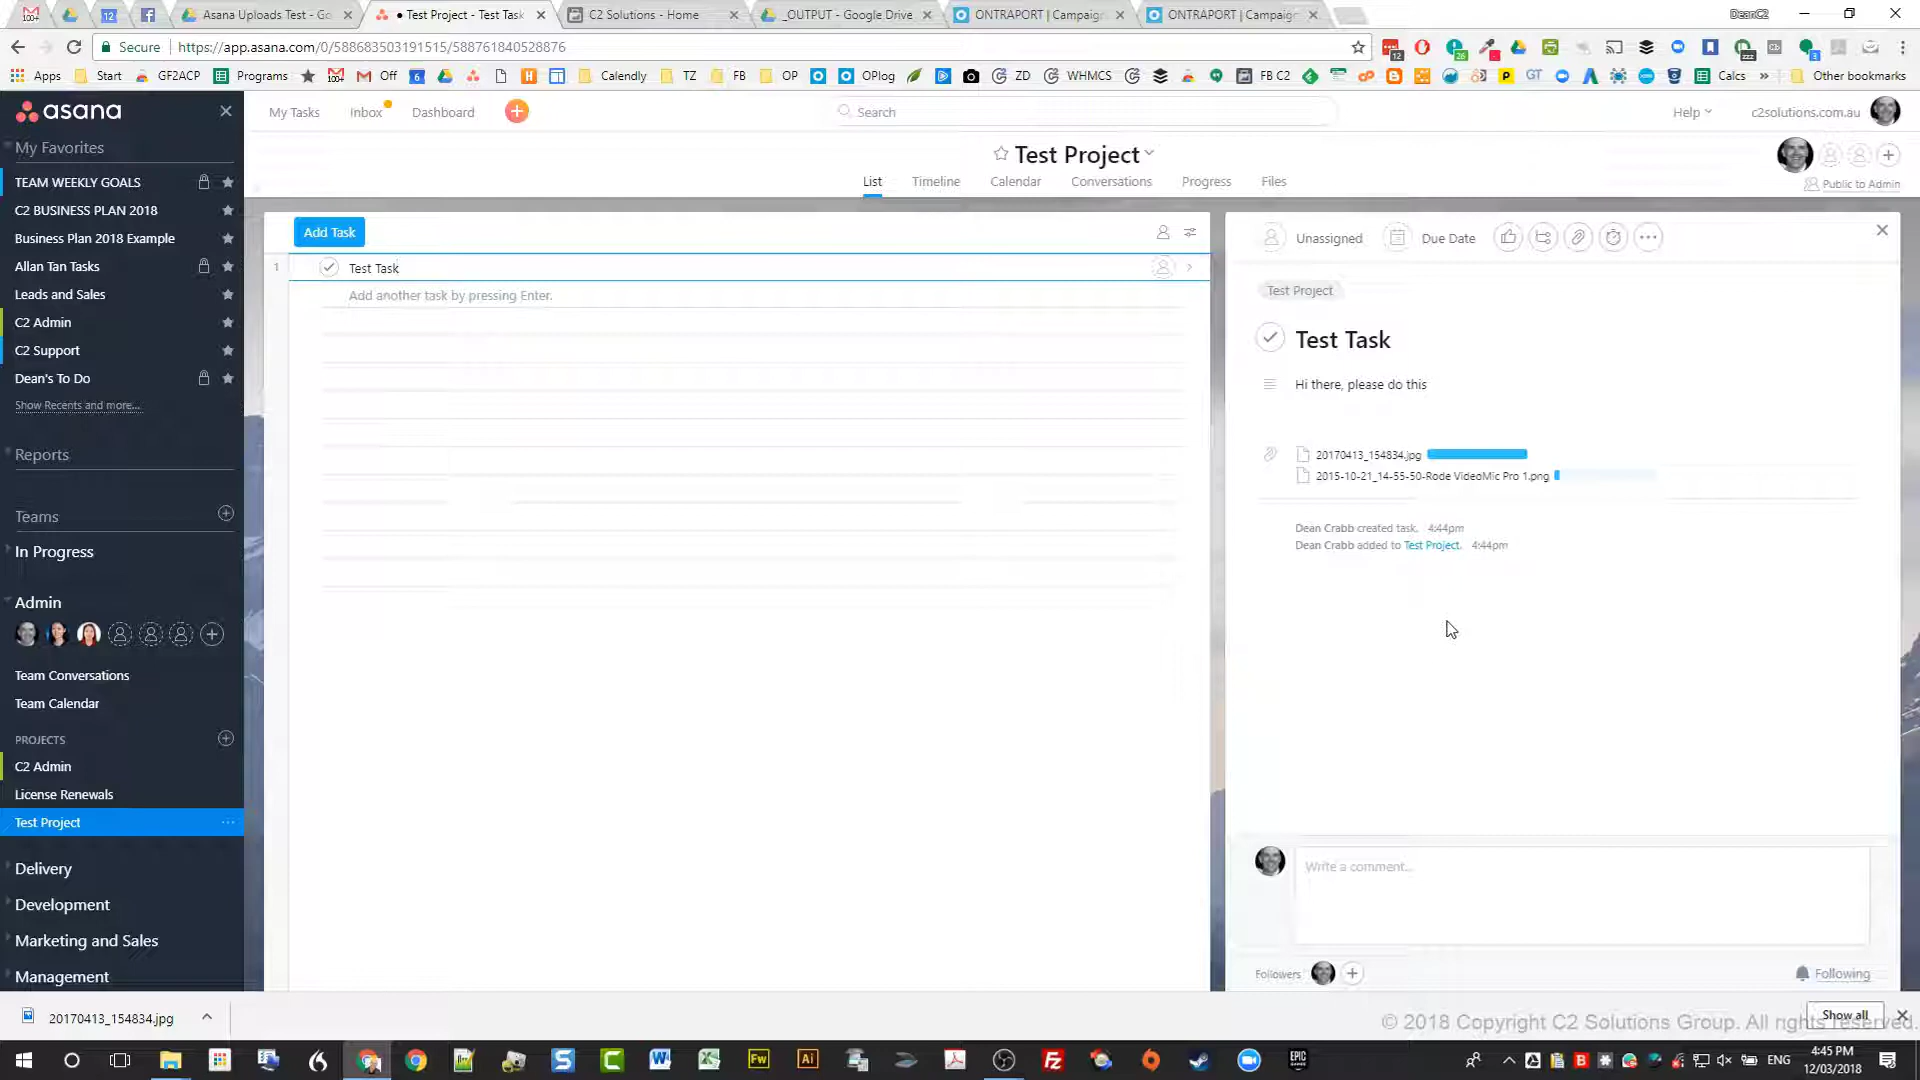 Asana Uploads Test - Go
● Test Project - Test Task
C2 Solutions - Home
_OUTPUT - Google Drive
ONTRAPORT | Campaign
ONTRAPORT | Campaign
DeanC2
Secure
https://app.asana.com/0/588683503191515/588761840528876
Apps
Start
GF2ACP
Programs
Off
Calendly
TZ
FB
OP
OPlog
ZD
WHMCS
FB C2
GT
Calcs
Other bookmarks
asana
My Tasks
Inbox
Dashboard
Search
Help
c2solutions.com.au
My Favorites
TEAM WEEKLY GOALS
C2 BUSINESS PLAN 2018
Business Plan 2018 Example
Allan Tan Tasks
Leads and Sales
C2 Admin
C2 Support
Dean's To Do
Show Recents and more...
Reports
Teams
In Progress
Admin
Team Conversations
Team Calendar
PROJECTS
C2 Admin
License Renewals
Test Project
Delivery
Development
Marketing and Sales
Management
Test Project
List
Timeline
Calendar
Conversations
Progress
Files
Public to Admin
Add Task
1
Test Task
Add another task by pressing Enter.
Unassigned
Due Date
Test Project
Test Task
Hi there, please do this
20170413_154834.jpg
2015-10-21_14-55-50-Rode VideoMic Pro 1.png
Dean Crabb created task. 4:44pm
Dean Crabb added to Test Project. 4:44pm
Write a comment...
Followers
Following
20170413_154834.jpg
Show all
© 2018 Copyright C2 Solutions Group. All rights reserved.
ENG
4:45 PM
12/03/2018